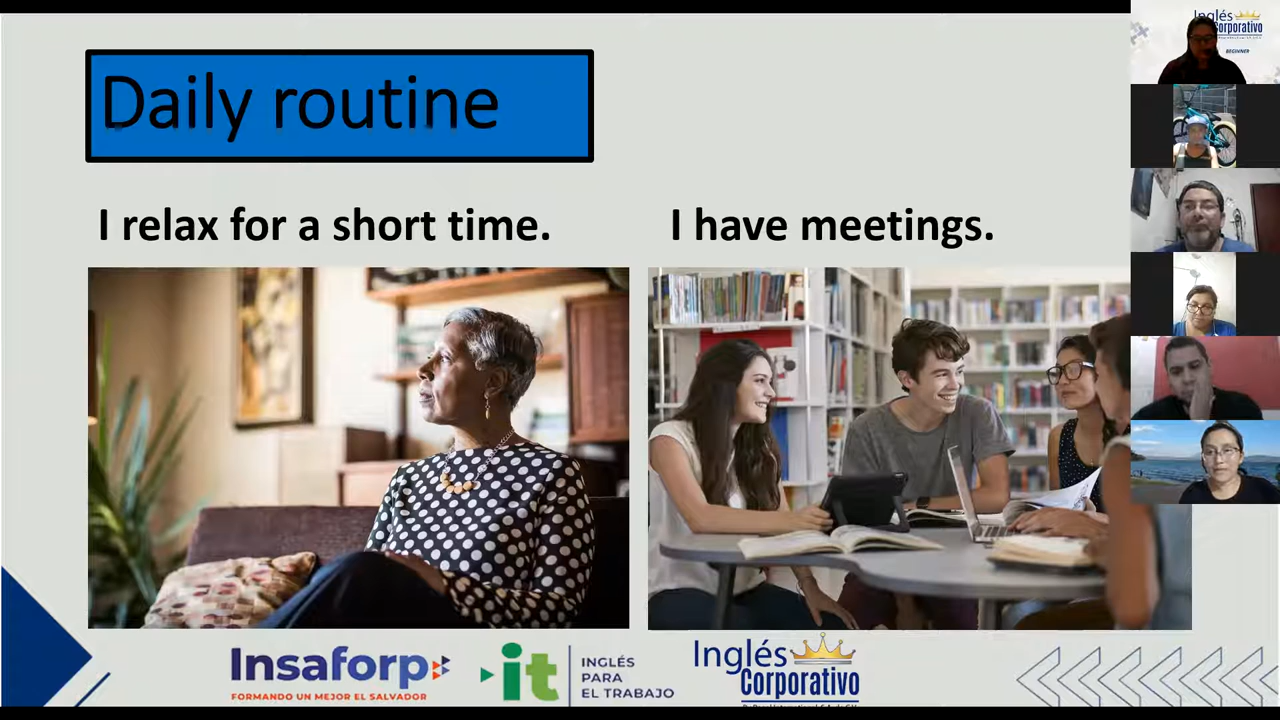 Daily routine
I relax for a short time.
I have meetings.
Insaforp
FORMANDO UN MEJOR EL SALVADOR
it
INGLÉS
PARA
EL TRABAJO
Inglés
Corporativo
Inglés
Corporativo
BEGINNER